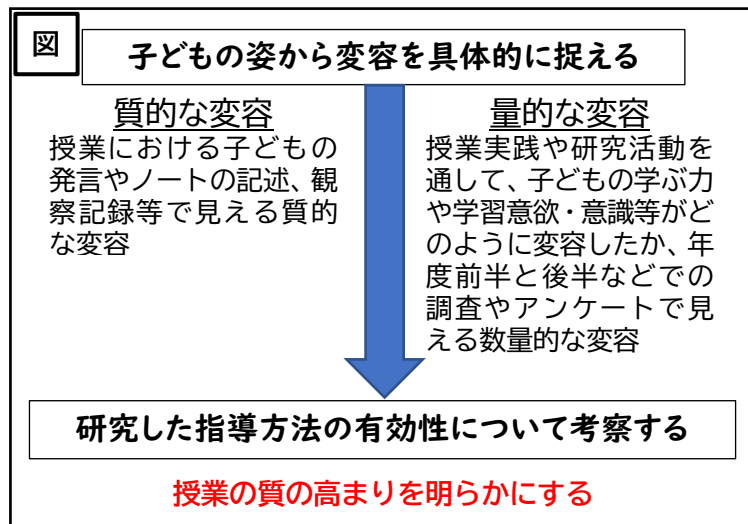 図
子どもの姿から変容を具体的に捉える
質的な変容
授業における子どもの
発言やノートの記述、観
察記録等で見える質的
な変容
量的な変容
授業実践や研究活動を
通して、子どもの学ぶ力
や学習意欲・意識等がど
のように変容したか、年
度前半と後半などでの
調査やアンケートで見
える数量的な変容
研究した指導方法の有効性について考察する
授業の質の高まりを明らかにする